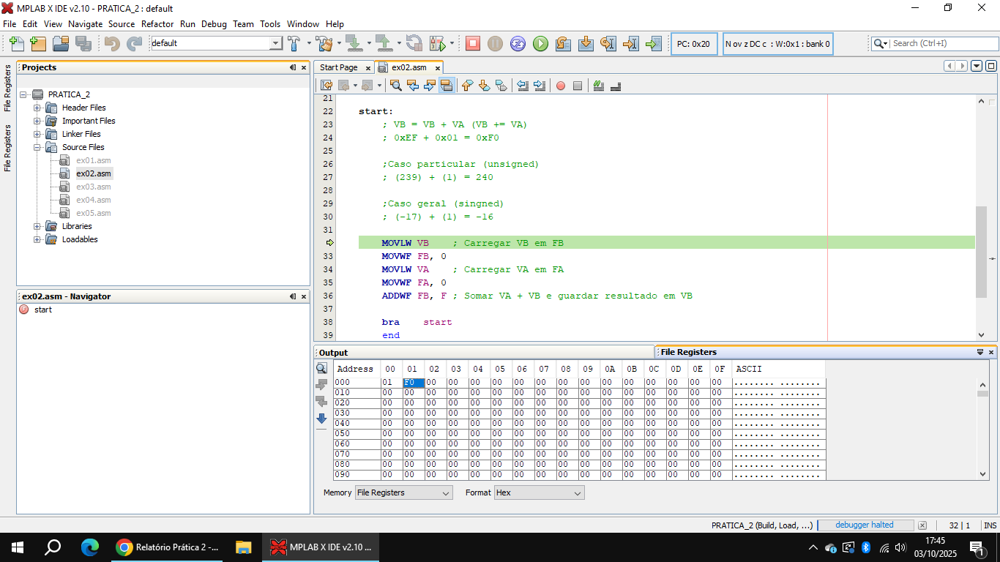 MPLAB X IDE v2.10 - PRATICA_2 : default
File Edit View Navigate Source Refactor Run Debug Team Tools Window Help
default
PC: 0x20
N ov z DC c : W:0x1 : bank 0
Search (Ctrl+I)
File Registers
File Registers
Projects
PRATICA_2
Header Files
Important Files
Linker Files
Source Files
ex01.asm
ex02.asm
ex03.asm
ex04.asm
ex05.asm
Libraries
Loadables
ex02.asm - Navigator
start
Start Page
ex02.asm
21
22 start:
23 ; VB = VB + VA (VB += VA)
24 ; 0xEF + 0x01 = 0xF0
25
26 ;Caso particular (unsigned)
27 ; (239) + (1) = 240
28
29 ;Caso geral (singned)
30 ; (-17) + (1) = -16
31
MOVLW VB ; Carregar VB em FB
33 MOVWF FB, 0
34 MOVLW VA ; Carregar VA em FA
35 MOVWF FA, 0
36 ADDWF FB, F ; Somar VA + VB e guardar resultado em VB
37
38 bra start
39 end
Output
File Registers
Address 00 01 02 03 04 05 06 07 08 09 0A 0B 0C 0D 0E 0F ASCII
000 01 F0 00 00 00 00 00 00 00 00 00 00 00 00 00 00 ........ ........
010 00 00 00 00 00 00 00 00 00 00 00 00 00 00 00 00 ........ ........
020 00 00 00 00 00 00 00 00 00 00 00 00 00 00 00 00 ........ ........
030 00 00 00 00 00 00 00 00 00 00 00 00 00 00 00 00 ........ ........
040 00 00 00 00 00 00 00 00 00 00 00 00 00 00 00 00 ........ ........
050 00 00 00 00 00 00 00 00 00 00 00 00 00 00 00 00 ........ ........
060 00 00 00 00 00 00 00 00 00 00 00 00 00 00 00 00 ........ ........
070 00 00 00 00 00 00 00 00 00 00 00 00 00 00 00 00 ........ ........
080 00 00 00 00 00 00 00 00 00 00 00 00 00 00 00 00 ........ ........
090 00 00 00 00 00 00 00 00 00 00 00 00 00 00 00 00 ........ ........
Memory File Registers Format Hex
PRATICA_2 (Build, Load, ...) debugger halted 32 | 1 INS
Relatório Prática 2 -...
MPLAB X IDE v2.10 ...
17:45
03/10/2025
1